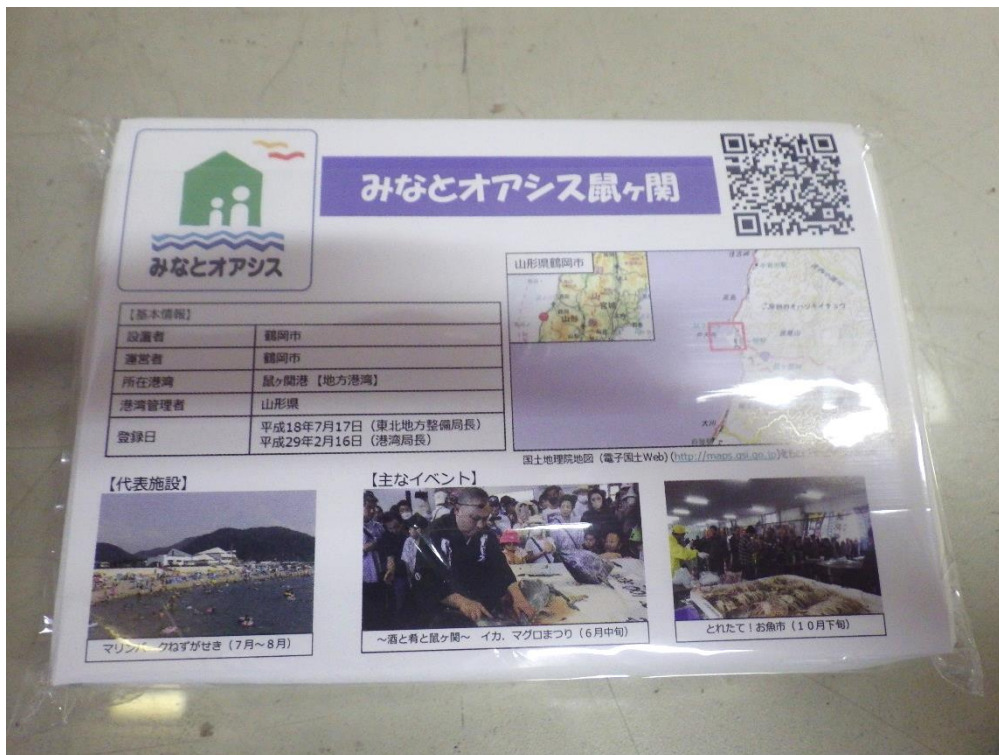 みなとオアシス
みなとオアシス鼠ヶ関
【基本情報】
設置者 鶴岡市
運営者 鶴岡市
所在港湾 鼠ヶ関港【地方港湾】
港湾管理者 山形県
登録日 平成18年7月17日（東北地方整備局長）
平成29年2月16日（港湾局長）
山形県鶴岡市
国土地理院地図（電子国土Web）(http://maps.gsi.go.jp)
【代表施設】
マリンパークねずがせき（7月～8月）
【主なイベント】
～酒と肴と鼠ヶ関～ イカ、マグロまつり（6月中旬）
とれたて！お魚市（10月下旬）